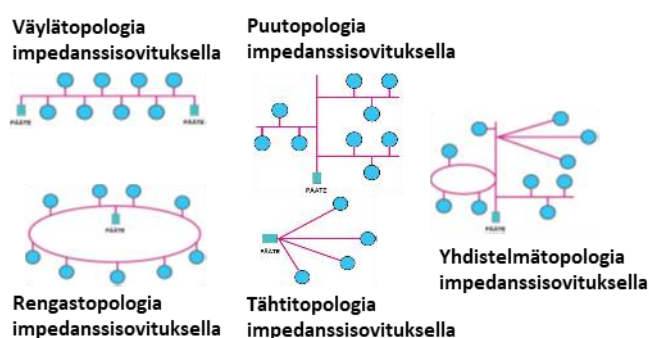 Väylätopologia
impedanssisovituksella
PÄÄTE
PÄÄTE
Puutopologia
impedanssisovituksella
PÄÄTE
PÄÄTE
Rengastopologia
impedanssisovituksella
PÄÄTE
Tähtitopologia
impedanssisovituksella
PÄÄTE
Yhdistelmätopologia
impedanssisovituksella